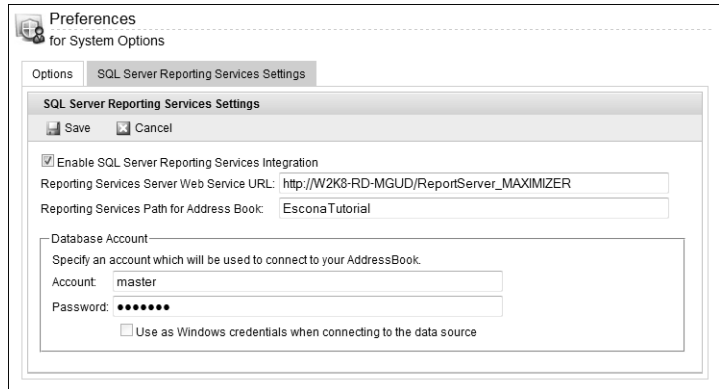 Preferences
for System Options
Options SQL Server Reporting Services Settings
SQL Server Reporting Services Settings
Save Cancel
Enable SQL Server Reporting Services Integration
Reporting Services Server Web Service URL: http://W2K8-RD-MGUD/ReportServer_MAXIMIZER
Reporting Services Path for Address Book: EsconaTutorial
Database Account
Specify an account which will be used to connect to your AddressBook.
Account: master
Password: •••••••
Use as Windows credentials when connecting to the data source